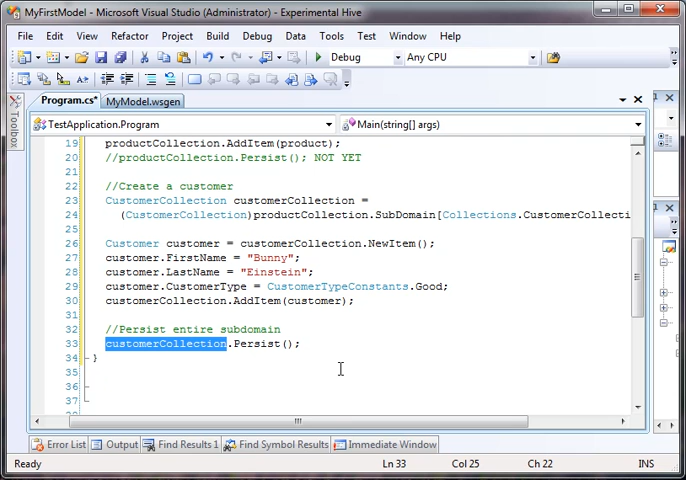 MyFirstModel - Microsoft Visual Studio (Administrator) - Experimental Hive
File Edit View Refactor Project Build Debug Data Tools Test Window Help
Debug Any CPU
Program.cs* MyModel.wsgen
Toolbox
TestApplication.Program Main(string[] args)
19 productCollection.AddItem(product);
20 //productCollection.Persist(); NOT YET
21
22 //Create a customer
23 CustomerCollection customerCollection =
24 (CustomerCollection)productCollection.SubDomain[Collections.CustomerCollecti
25
26 Customer customer = customerCollection.NewItem();
27 customer.FirstName = "Bunny";
28 customer.LastName = "Einstein";
29 customer.CustomerType = CustomerTypeConstants.Good;
30 customerCollection.AddItem(customer);
31
32 //Persist entire subdomain
33 customerCollection.Persist();
34 }
35
36
37
Error List Output Find Results 1 Find Symbol Results Immediate Window
Ready Ln 33 Col 25 Ch 22 INS